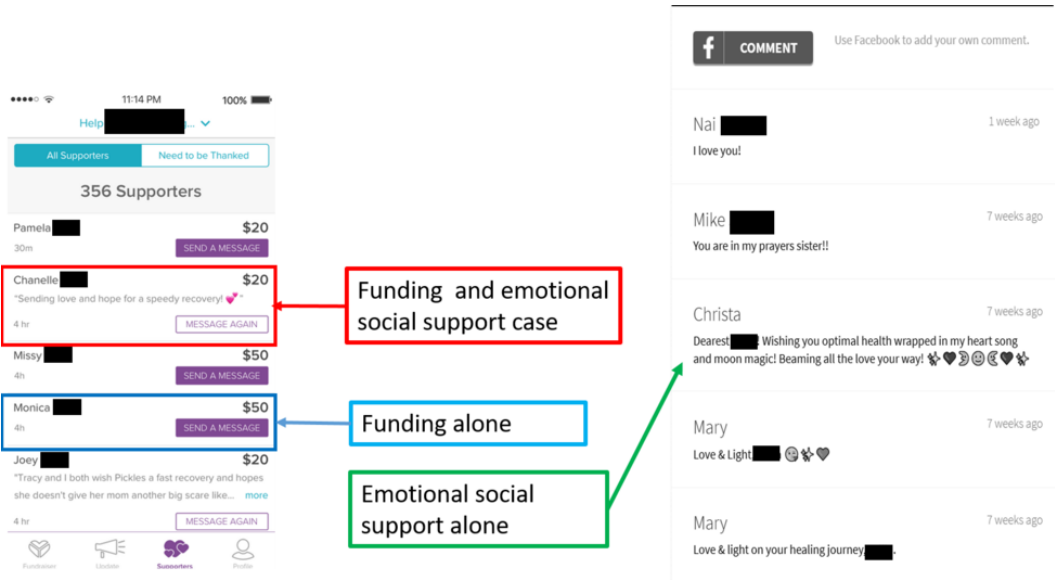 11:14 PM
100%
Help
...
All Supporters
Need to be Thanked
356 Supporters
Pamela
$20
30m
SEND A MESSAGE
Chanelle
$20
"Sending love and hope for a speedy recovery! 💕"
4 hr
MESSAGE AGAIN
Missy
$50
4h
SEND A MESSAGE
Monica
$50
4h
SEND A MESSAGE
Joey
$20
"Tracy and I both wish Pickles a fast recovery and hopes
she doesn't give her mom another big scare like... more
4 hr
MESSAGE AGAIN
Fundraiser
Update
Supporters
Profile
Funding and emotional
social support case
Funding alone
Emotional social
support alone
f COMMENT
Use Facebook to add your own comment.
Nai
1 week ago
I love you!
Mike
7 weeks ago
You are in my prayers sister!!
Christa
7 weeks ago
Dearest ! Wishing you optimal health wrapped in my heart song
and moon magic! Beaming all the love your way!
Mary
7 weeks ago
Love & Light
Mary
7 weeks ago
Love & light on your healing journey, .